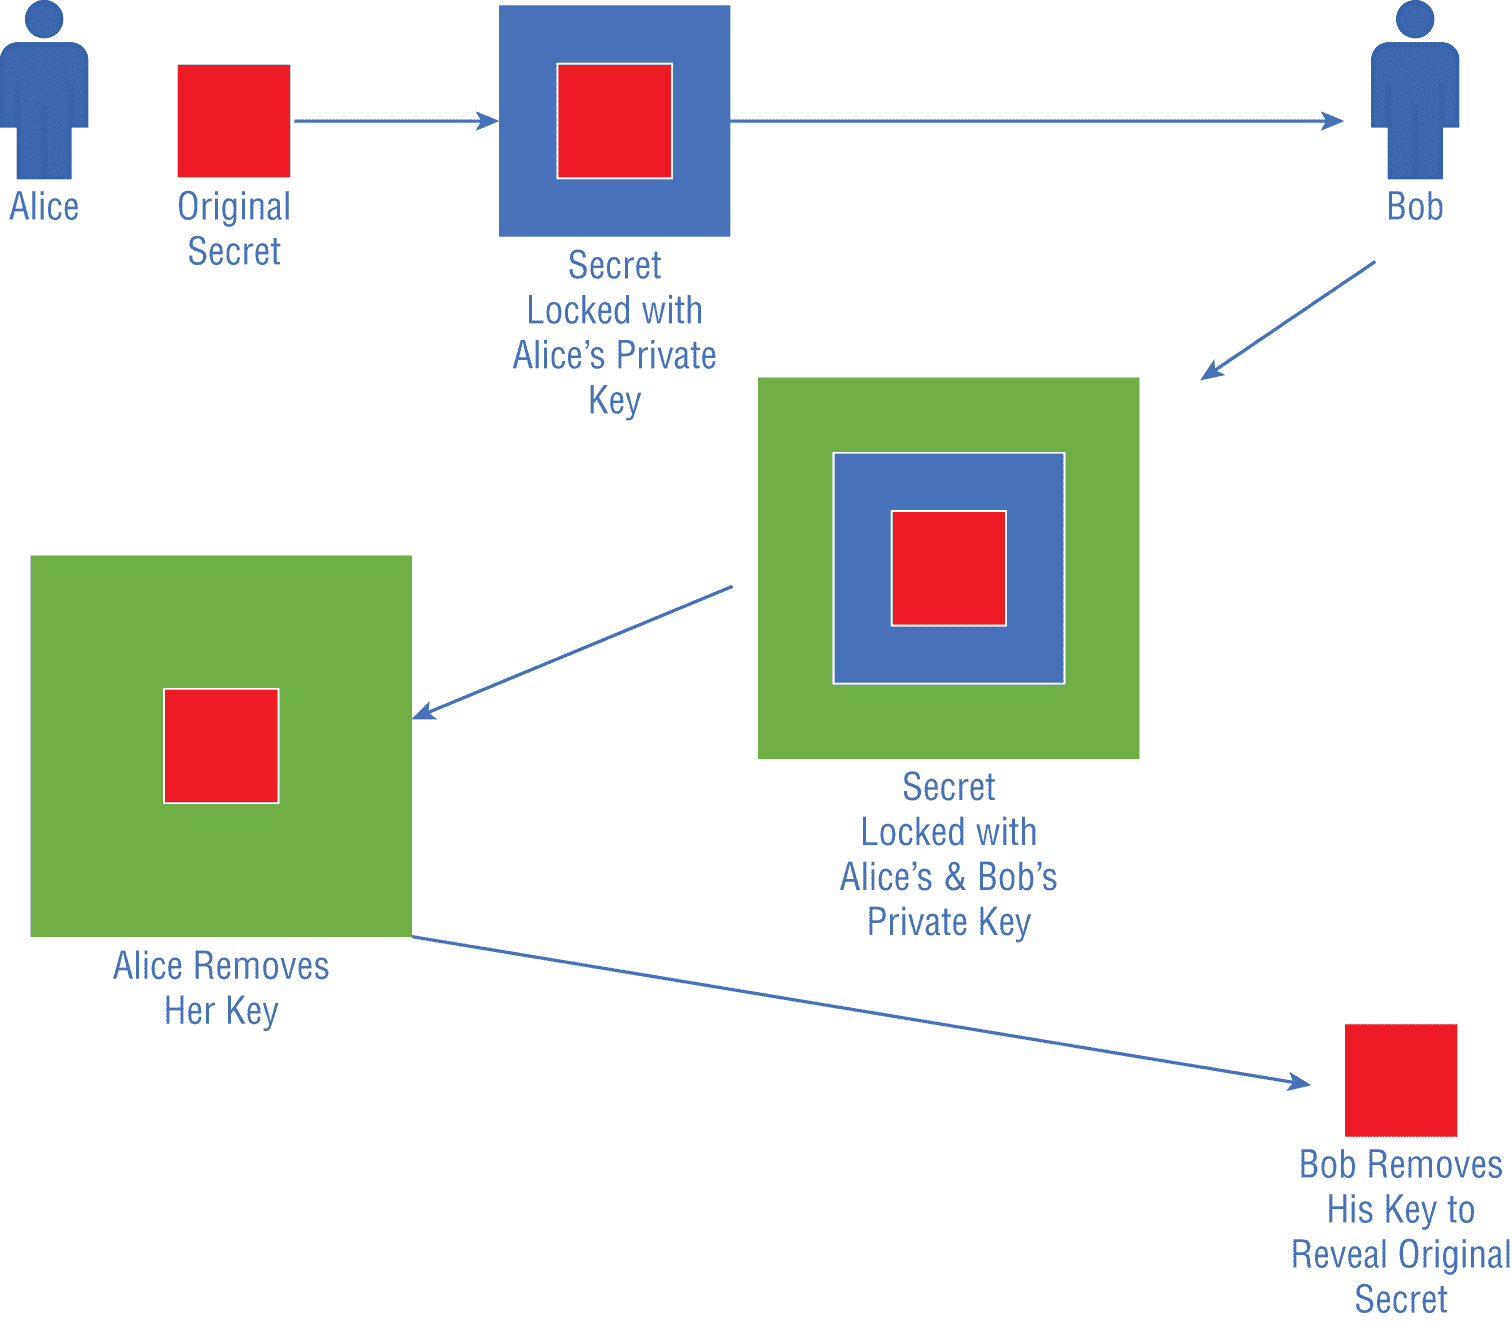 Alice
Original
Secret
Secret
Locked with
Alice’s Private
Key
Bob
Secret
Locked with
Alice’s & Bob’s
Private Key
Alice Removes
Her Key
Bob Removes
His Key to
Reveal Original
Secret